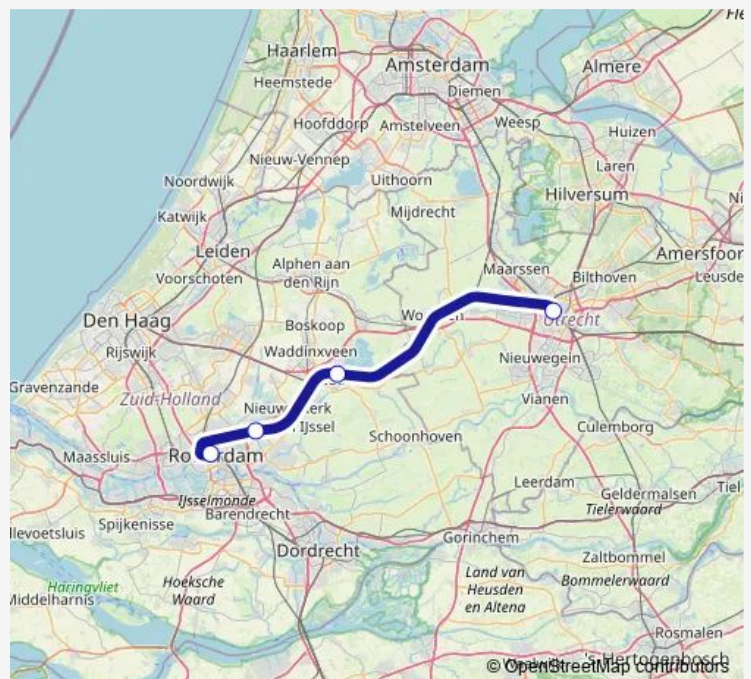 Haarlem
Amsterdam
Almere
Heemstede
Diemen
Hoofddorp
Amstelveen
Weesp
Huizen
Nieuw-Vennep
Laren
Noordwijk
Uithoorn
Hilversum
Katwijk
Mijdrecht
Leiden
Amersfoor
Voorschoten
Alphen aan
den Rijn
Maarssen
Bilthoven
Leusde
Den Haag
Boskoop
Utrecht
Rijswijk
Waddinxveen
Nieuwegein
Gravenzande
Zuid-Holland
Vianen
IJssel
Schoonhoven
Culemborg
Maassluis
Leerdam
Geldermalsen
Tiel
Tielerwaard
IJsselmonde
Barendrecht
Spijkenisse
llevoetsluis
Dordrecht
Gorinchem
Zaltbommel
Haringvliet
Hoeksche
Waard
Land van
Heusden
en Altena
Bommelerwaard
Middelharnis
Rosmalen
's-Hertogenbosch
© OpenStreetMap contributors